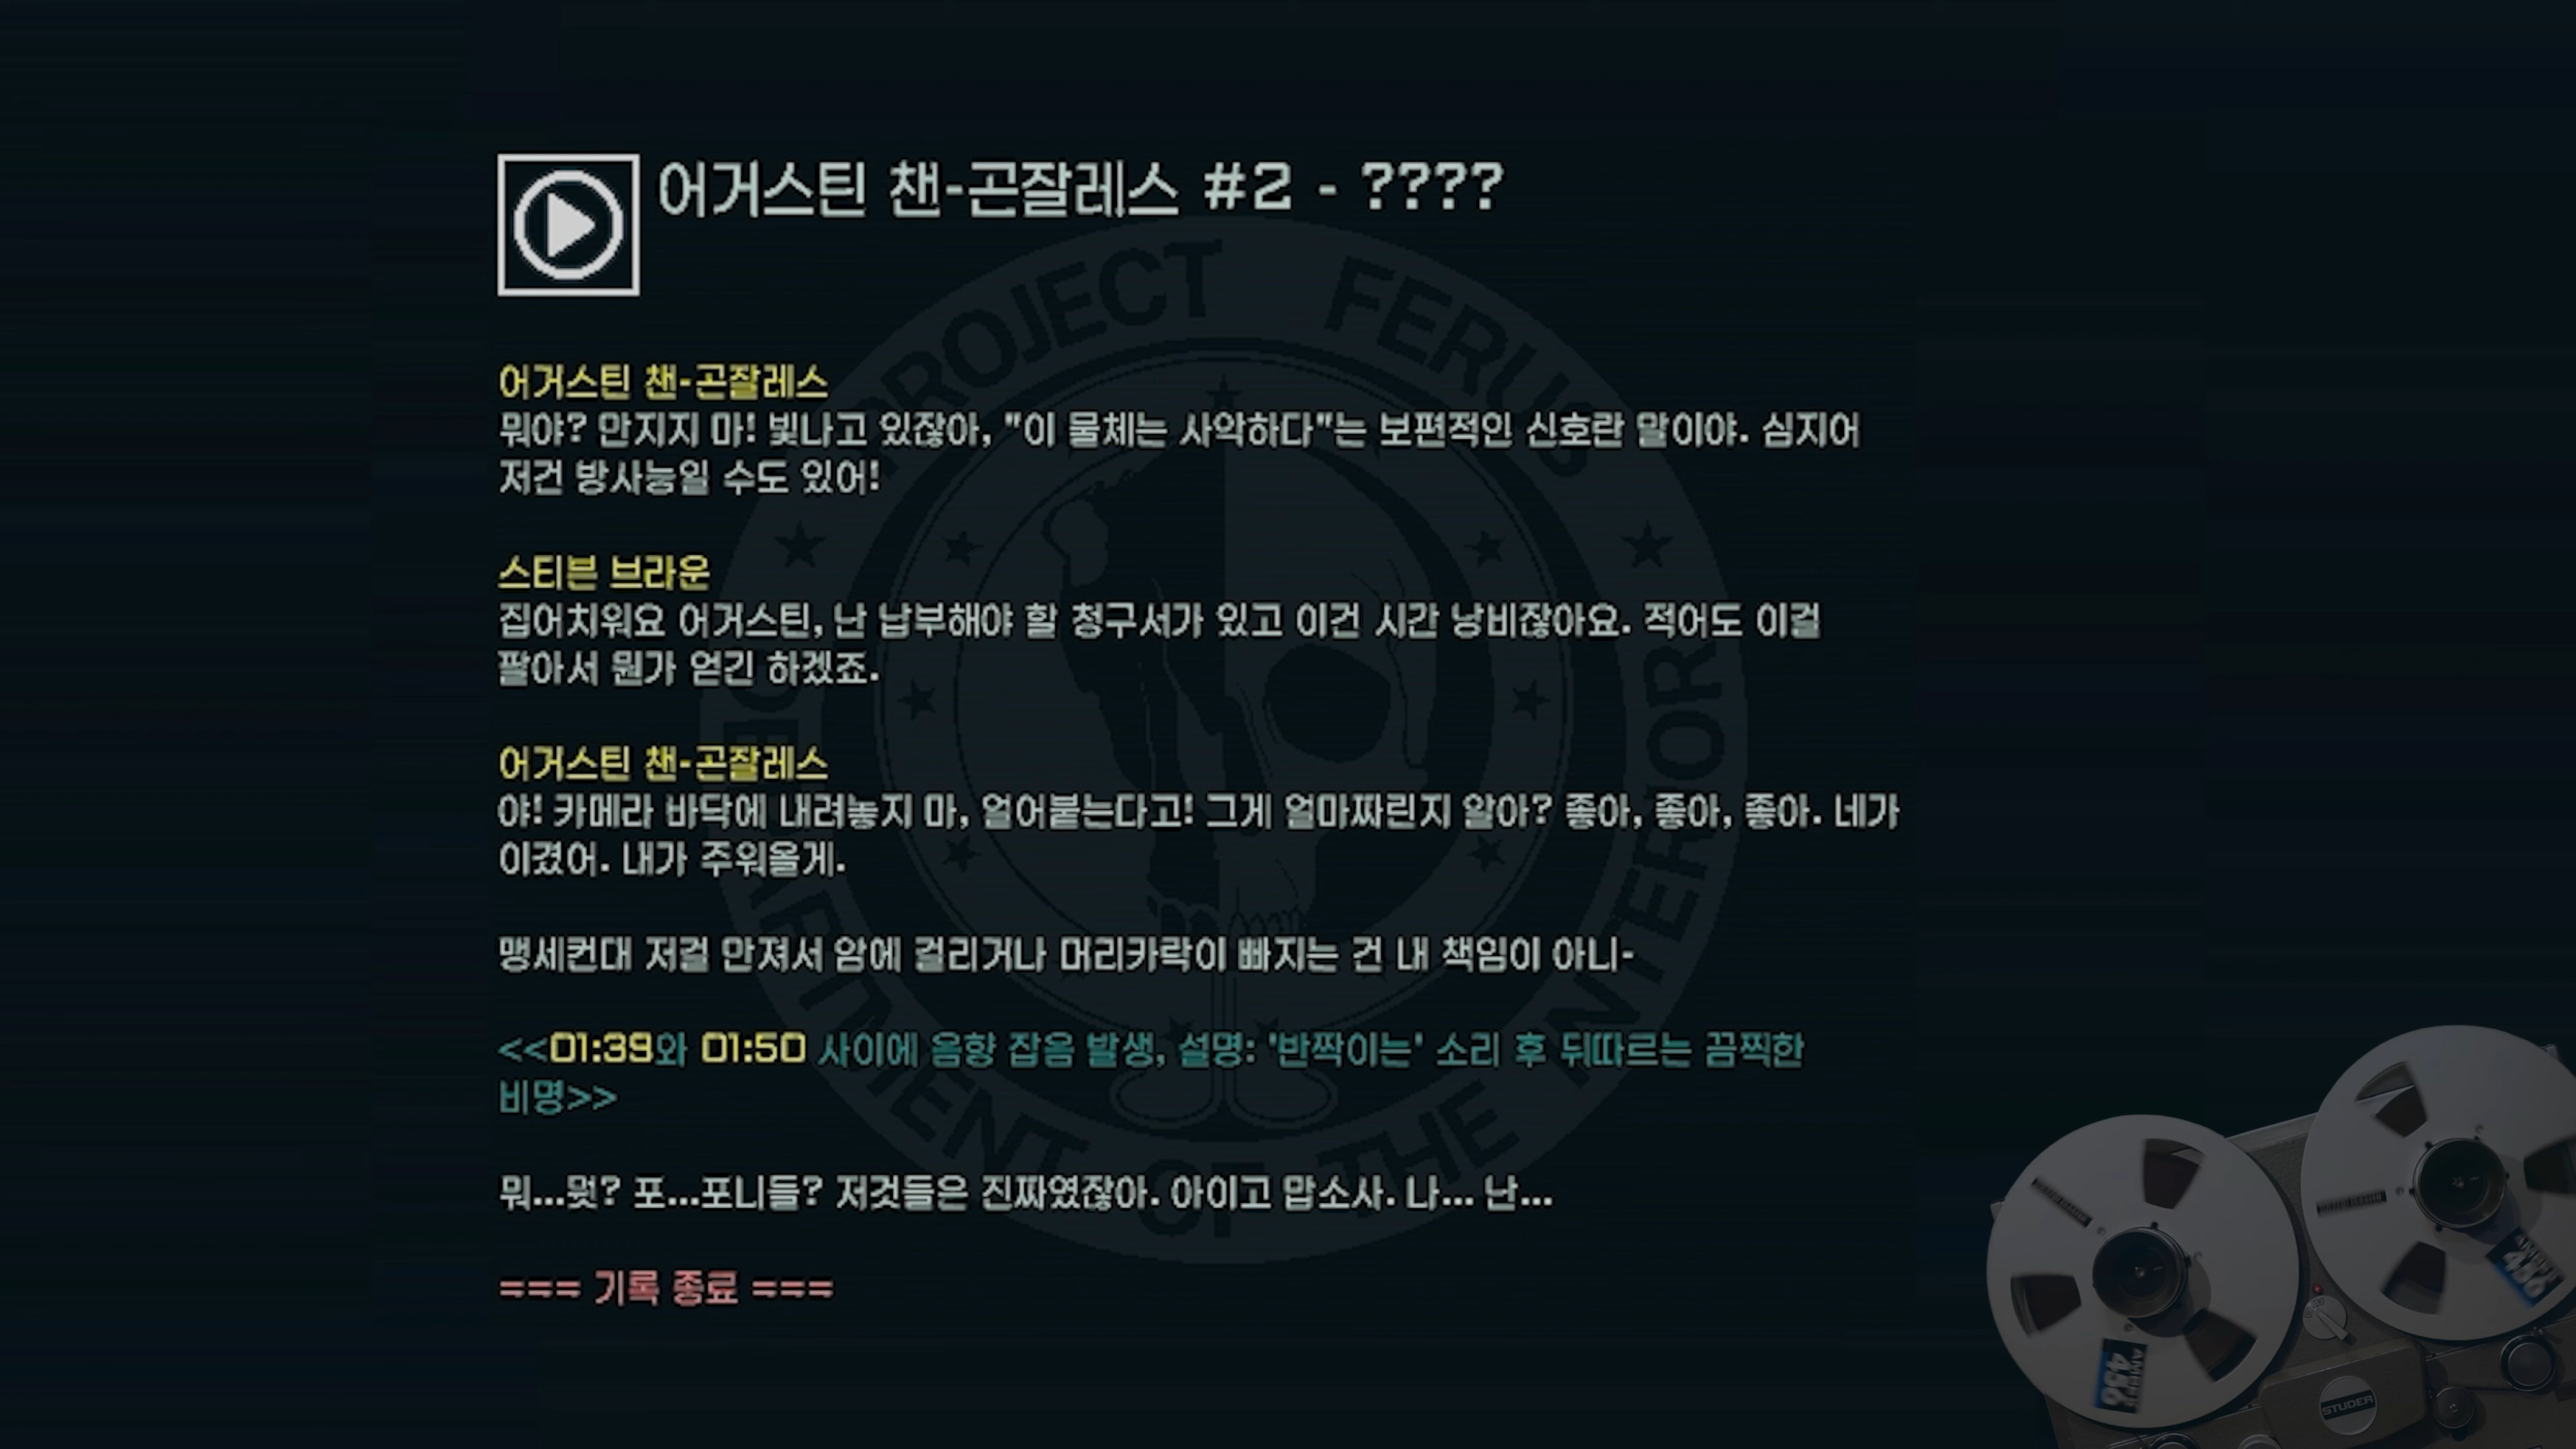 어거스틴 챈-곤잘레스 #2 - ????
PROJECT FERUS
어거스틴 챈-곤잘레스
뭐야? 만지지 마! 빛나고 있잖아, "이 물체는 사악하다"는 보편적인 신호란 말이야. 심지어
저건 방사능일 수도 있어!
스티븐 브라운
집어치워요 어거스틴, 난 납부해야 할 청구서가 있고 이건 시간 낭비잖아요. 적어도 이걸
팔아서 뭔가 얻긴 하겠죠.
어거스틴 챈-곤잘레스
야! 카메라 바닥에 내려놓지 마, 얼어붙는다고! 그게 얼마짜린지 알아? 좋아, 좋아, 좋아. 네가
이겼어. 내가 주워올게.
맹세컨대 저걸 만져서 암에 걸리거나 머리카락이 빠지는 건 내 책임이 아니-
<<01:39와 01:50 사이에 음향 잡음 발생, 설명: '반짝이는' 소리 후 뒤따르는 끔찍한
비명>>
뭐...뭣? 포...포니들? 저것들은 진짜였잖아. 아이고 맙소사. 나... 난...
=== 기록 종료 ===
OF THE INTERIOR
456
456
STUDER